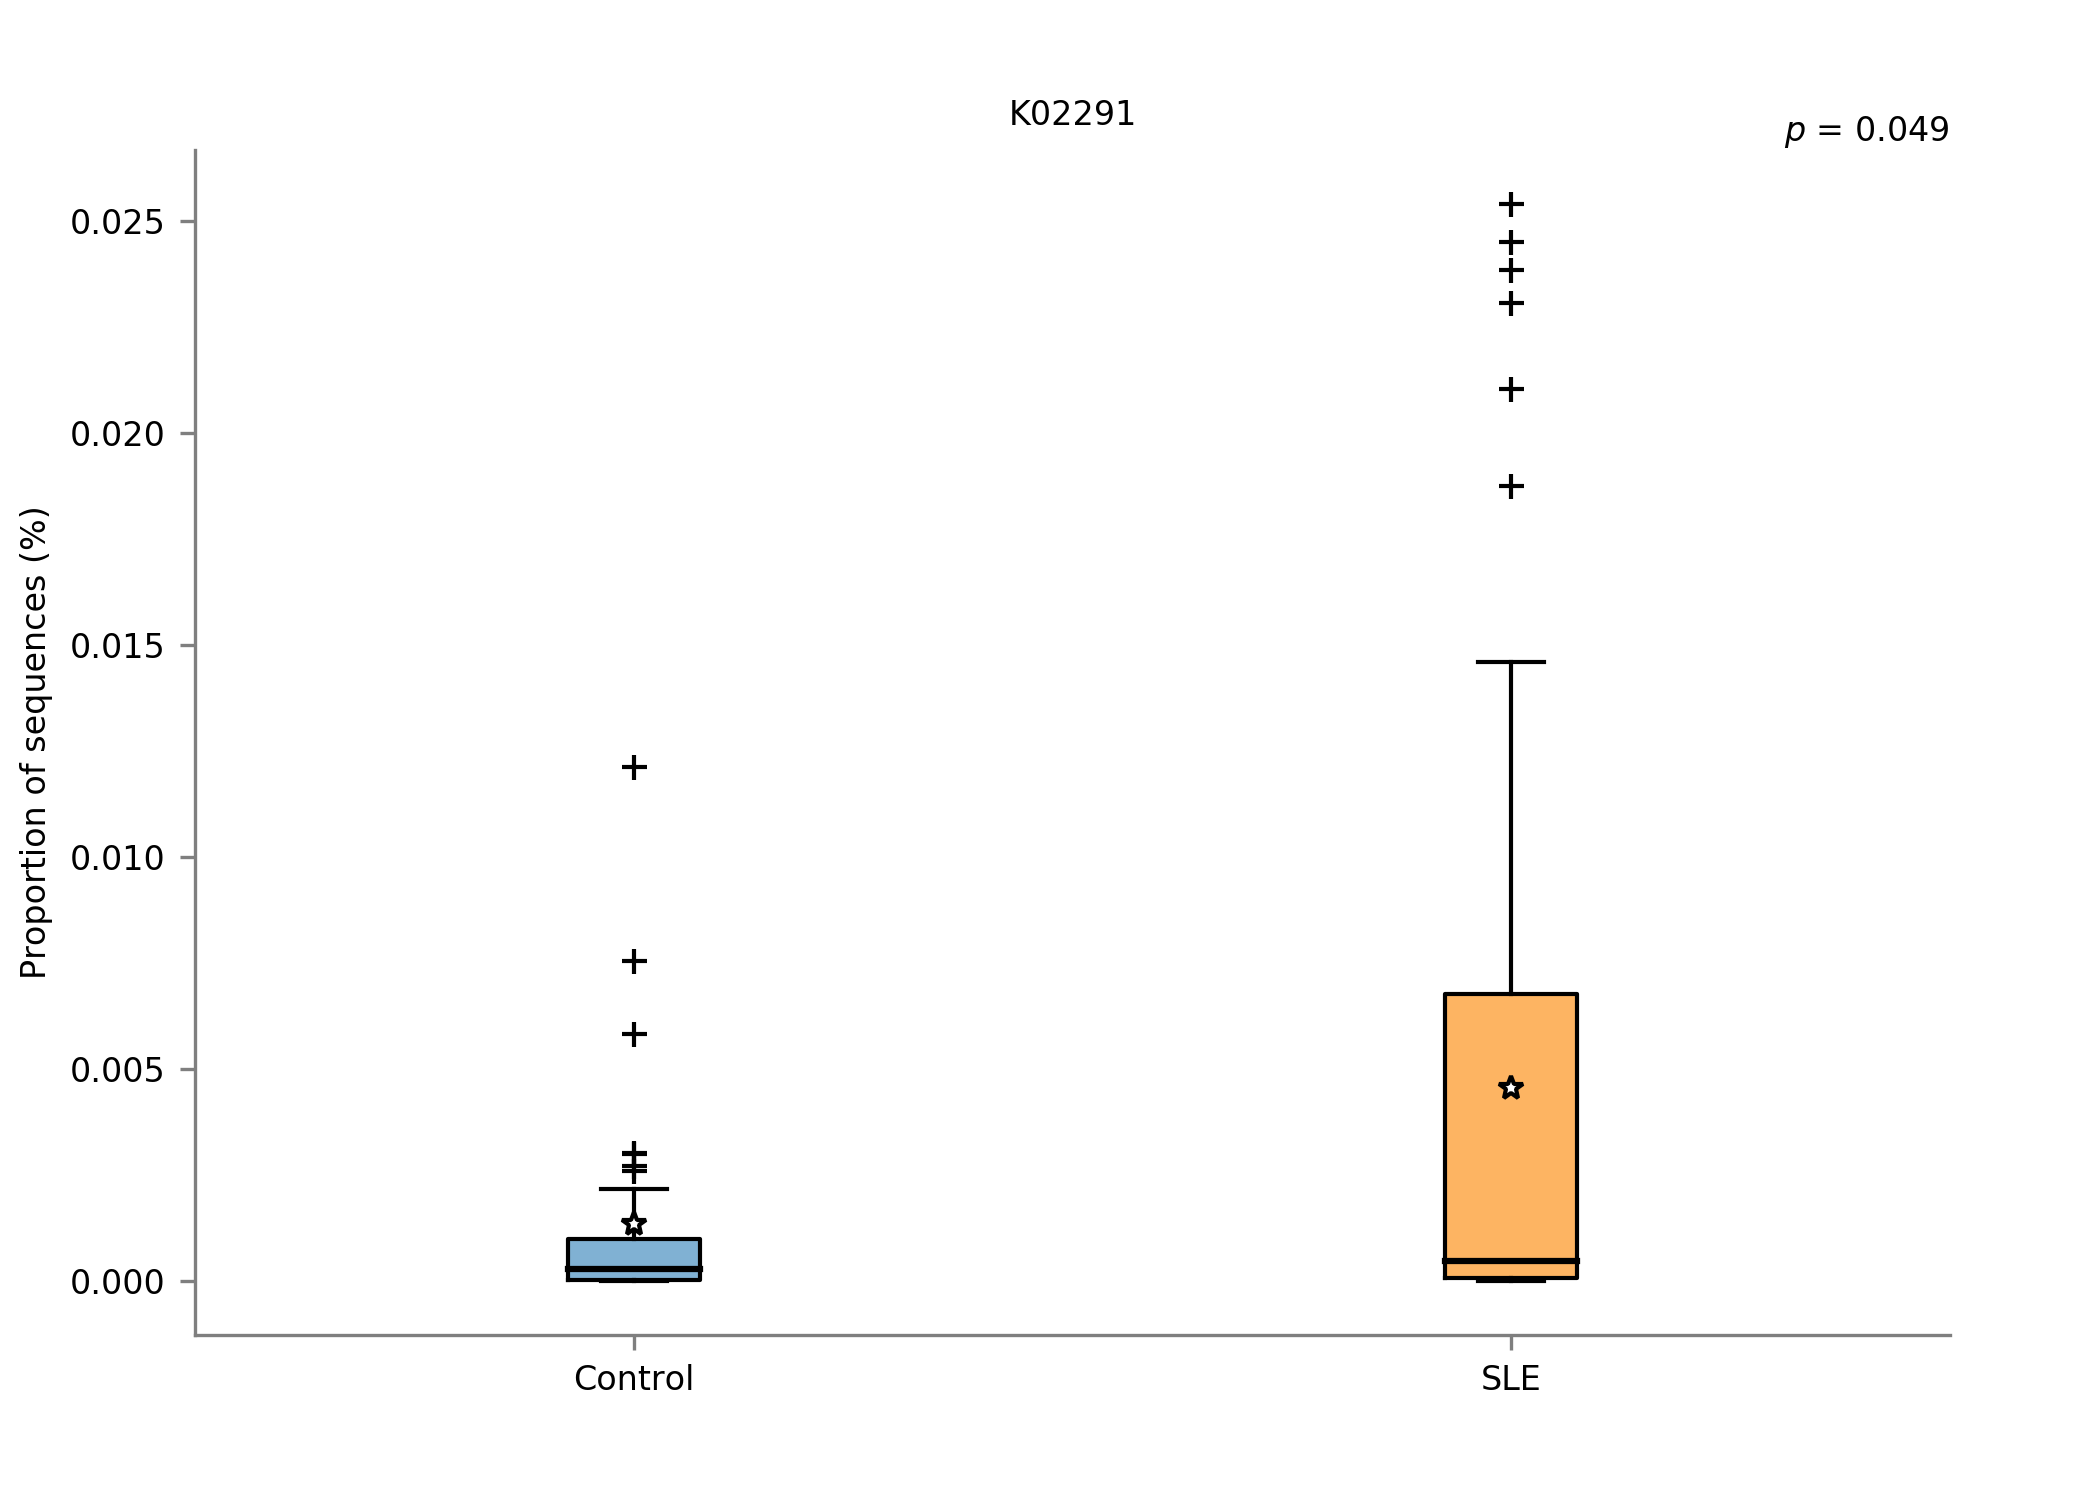 K02291
p = 0.049
Proportion of sequences (%)
0.025
0.020
0.015
0.010
0.005
0.000
Control
SLE